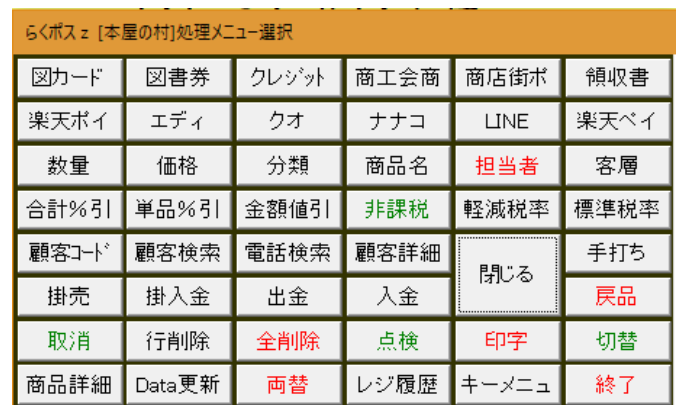 らくポスz [本屋の村]処理メニュー選択
図カード 図書券 クレジット 商工会商 商店街ポ 領収書
楽天ポイ エディ クオ ナナコ LINE 楽天ペイ
数量 価格 分類 商品名 担当者 客層
合計%引 単品%引 金額値引 非課税 軽減税率 標準税率
顧客コード 顧客検索 電話検索 顧客詳細 閉じる 手打ち
掛売 掛入金 出金 入金 戻品
取消 行削除 全削除 点検 印字 切替
商品詳細 Data更新 両替 レジ履歴 キーメニュ 終了